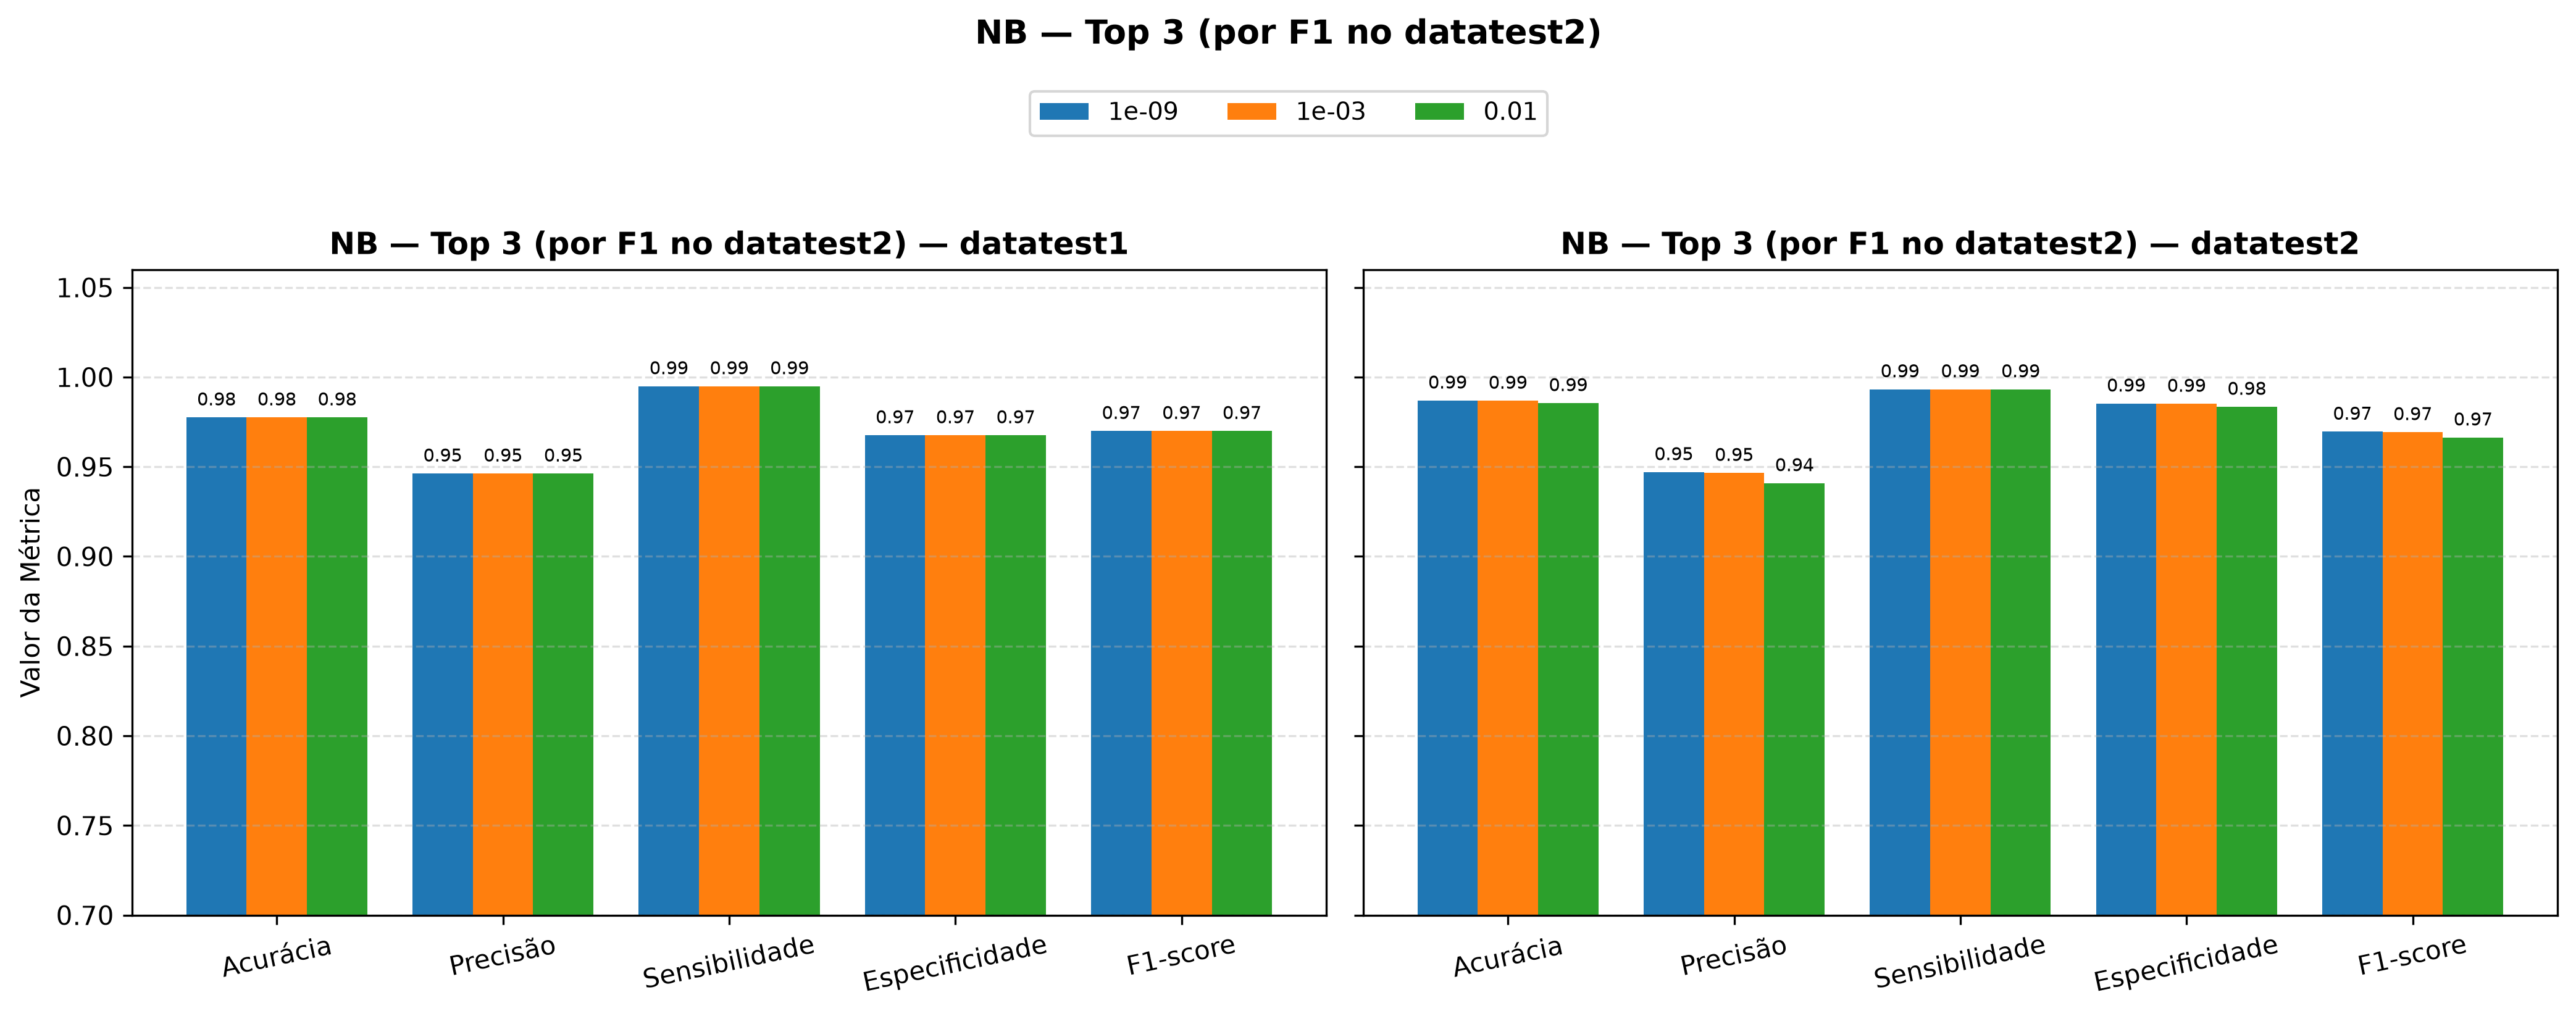 NB — Top 3 (por F1 no datatest2)
1e-09 1e-03 0.01
NB — Top 3 (por F1 no datatest2) — datatest1
Valor da Métrica
1.05
1.00
0.95
0.90
0.85
0.80
0.75
0.70
0.98 0.98 0.98
0.95 0.95 0.95
0.99 0.99 0.99
0.97 0.97 0.97
0.97 0.97 0.97
Acurácia Precisão Sensibilidade Especificidade F1-score
NB — Top 3 (por F1 no datatest2) — datatest2
0.99 0.99 0.99
0.95 0.95 0.94
0.99 0.99 0.99
0.99 0.99 0.98
0.97 0.97 0.97
Acurácia Precisão Sensibilidade Especificidade F1-score